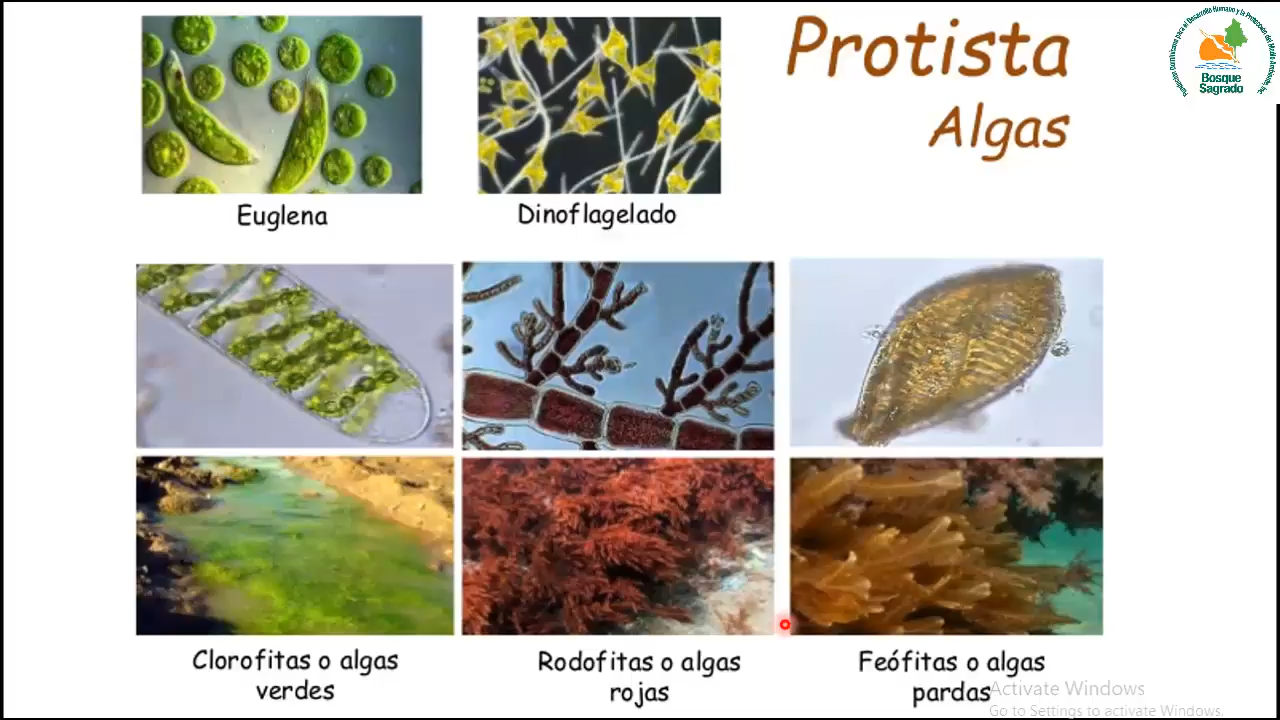 Protista
Algas
Bosque
Sagrado
Euglena
Dinoflagelado
Clorofitas o algas
verdes
Rodofitas o algas
rojas
Feófitas o algas
pardas
Activate Windows
Go to Settings to activate Windows.